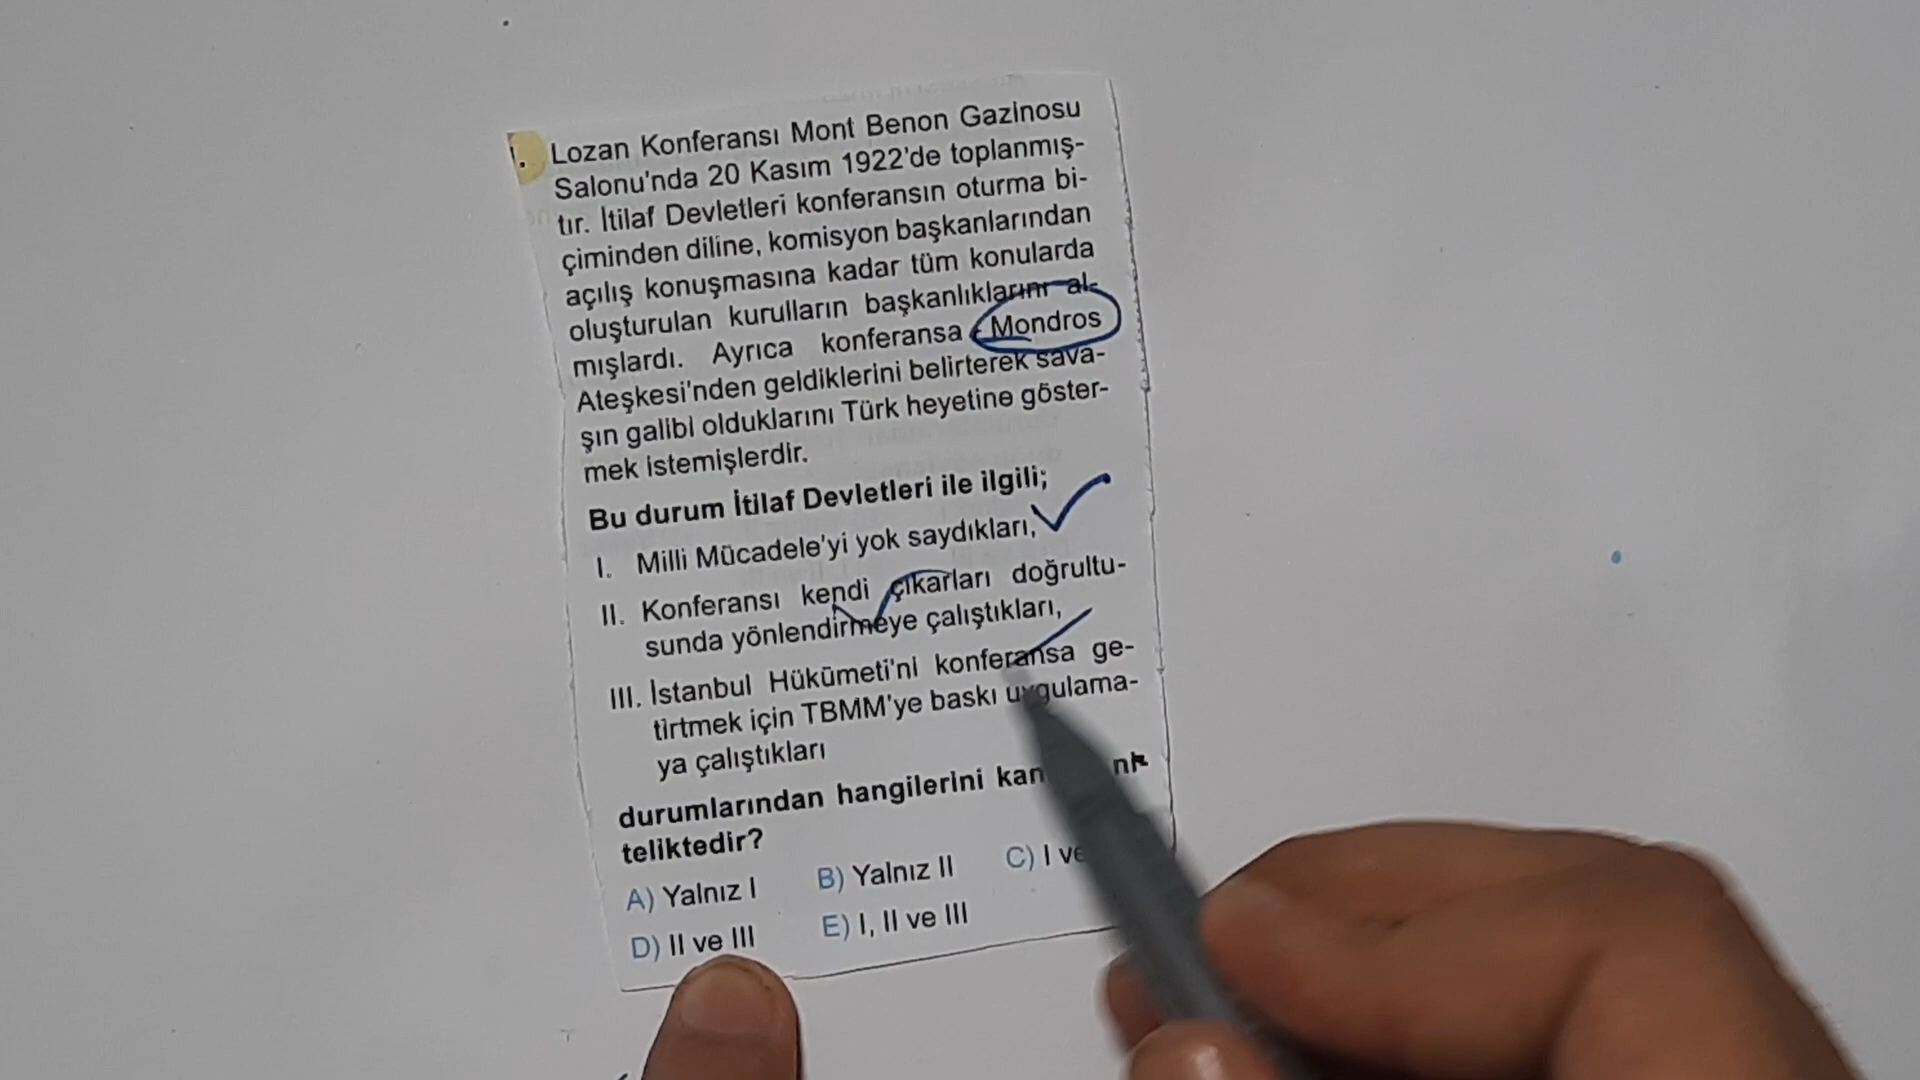 1. Lozan Konferansı Mont Benon Gazinosu
Salonu'nda 20 Kasım 1922'de toplanmış-
tır. İtilaf Devletleri konferansın oturma bi-
çiminden diline, komisyon başkanlarından
açılış konuşmasına kadar tüm konularda
oluşturulan kurulların başkanlıklarını al-
mışlardı. Ayrıca konferansa Mondros
Ateşkesi'nden geldiklerini belirterek sava-
şın galibi olduklarını Türk heyetine göster-
mek istemişlerdir.
Bu durum İtilaf Devletleri ile ilgili;
I. Milli Mücadele'yi yok saydıkları,
II. Konferansı kendi çıkarları doğrultu-
sunda yönlendirmeye çalıştıkları,
III. İstanbul Hükümeti'ni konferansa ge-
tirtmek için TBMM'ye baskı uygulama-
ya çalıştıkları
durumlarından hangilerini
teliktedir?
A) Yalnız I B) Yalnız II C) I ve
D) II ve III E) I, II ve III